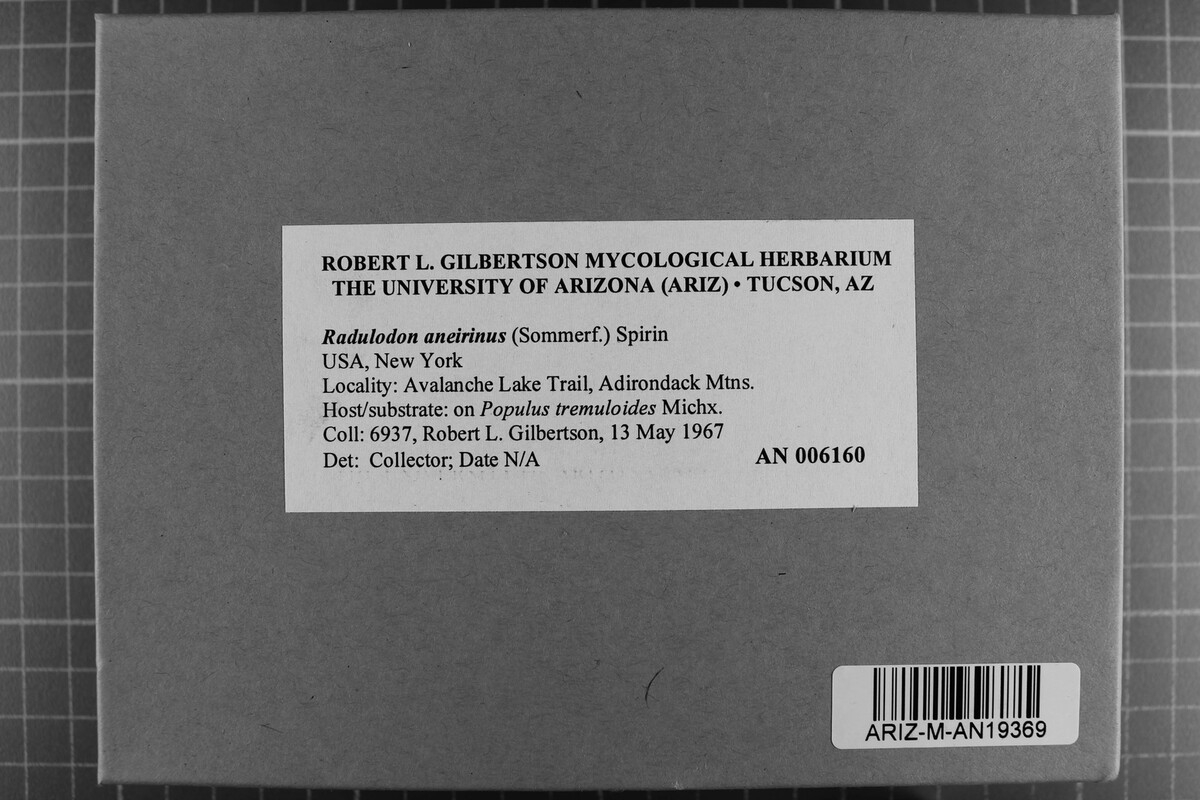 ROBERT L. GILBERTSON MYCOLOGICAL HERBARIUM
THE UNIVERSITY OF ARIZONA (ARIZ) • TUCSON, AZ
Radulodon aneirinus (Sommerf.) Spirin
USA, New York
Locality: Avalanche Lake Trail, Adirondack Mtns.
Host/substrate: on Populus tremuloides Michx.
Coll: 6937, Robert L. Gilbertson, 13 May 1967
Det: Collector; Date N/A
AN 006160
ARIZ-M-AN19369